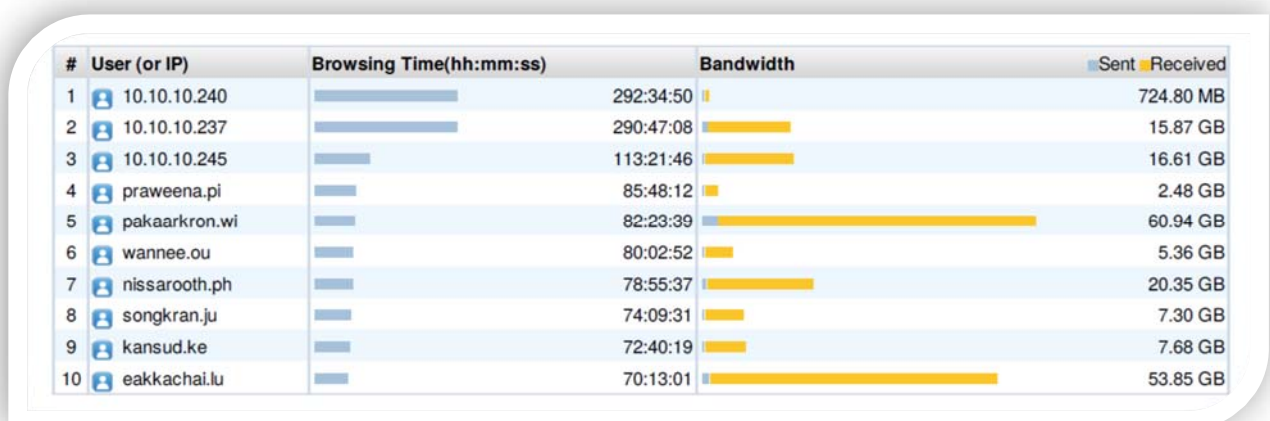 # User (or IP) Browsing Time(hh:mm:ss) Bandwidth Sent Received
1 10.10.10.240 292:34:50 724.80 MB
2 10.10.10.237 290:47:08 15.87 GB
3 10.10.10.245 113:21:46 16.61 GB
4 praweena.pi 85:48:12 2.48 GB
5 pakaarkron.wi 82:23:39 60.94 GB
6 wannee.ou 80:02:52 5.36 GB
7 nissarooth.ph 78:55:37 20.35 GB
8 songkran.ju 74:09:31 7.30 GB
9 kansud.ke 72:40:19 7.68 GB
10 eakkachai.lu 70:13:01 53.85 GB